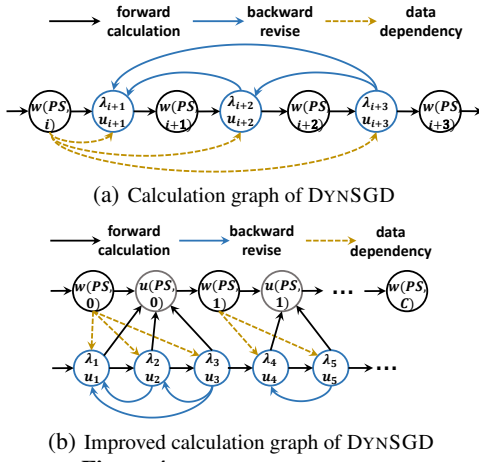 forward calculation
backward revise
data dependency
w(PS, i)
λi+1 ui+1
w(PS, i+1)
λi+2 ui+2
w(PS, i+2)
λi+3 ui+3
w(PS, i+3)
(a) Calculation graph of DYNSGD
forward calculation
backward revise
data dependency
w(PS, 0)
u(PS, 0)
w(PS, 1)
u(PS, 1)
...
w(PS, C)
λ1 u1
λ2 u2
λ3 u3
λ4 u4
λ5 u5
...
(b) Improved calculation graph of DYNSGD